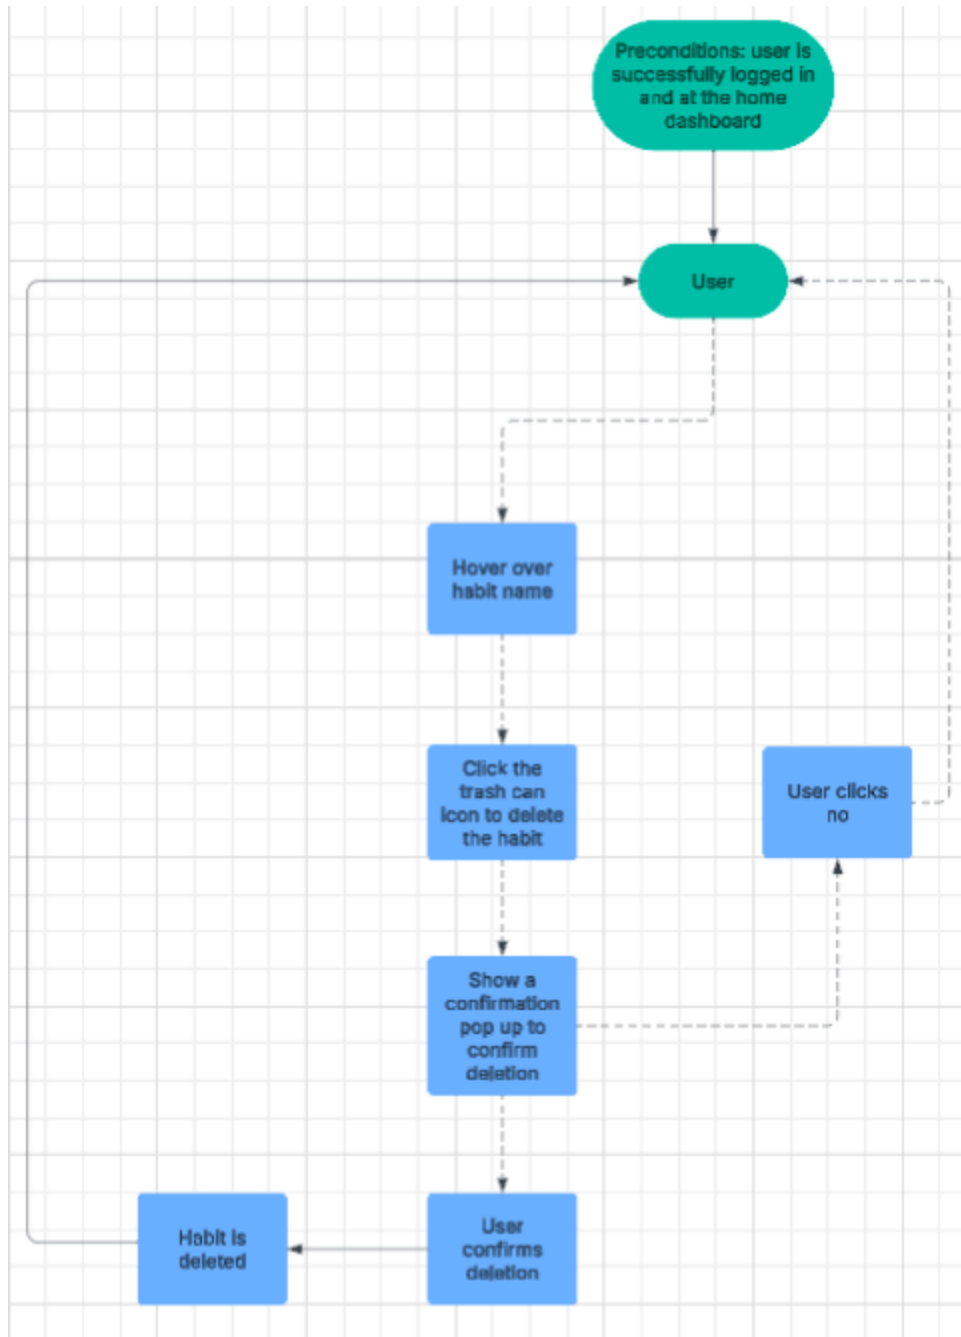 Preconditions: user is
successfully logged in
and at the home
dashboard
User
Hover over
habit name
Click the
trash can
icon to delete
the habit
User clicks
no
Show a
confirmation
pop up to
confirm
deletion
Habit is
deleted
User
confirms
deletion